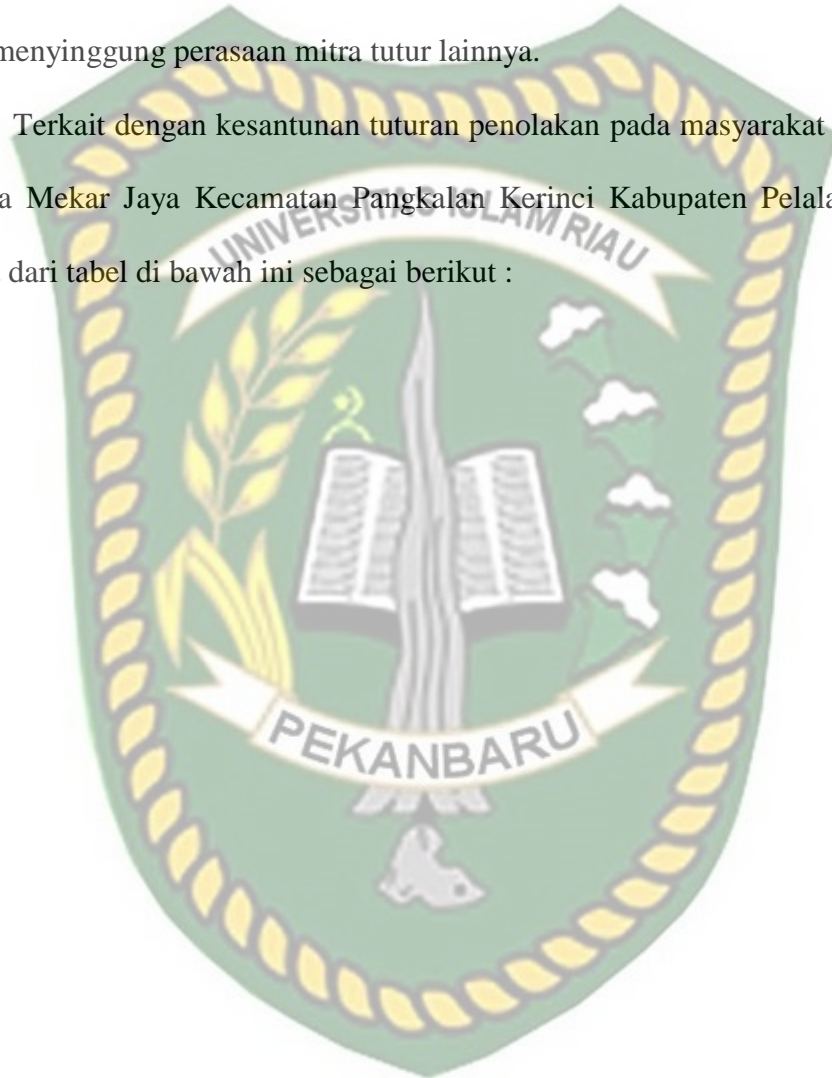 menyinggung perasaan mitra tutur lainnya.
Terkait dengan kesantunan tuturan penolakan pada masyarakat
a Mekar Jaya Kecamatan Pangkalan Kerinci Kabupaten Pelala
dari tabel di bawah ini sebagai berikut :
UNIVERSITAS ISLAM RIAU
PEKANBARU